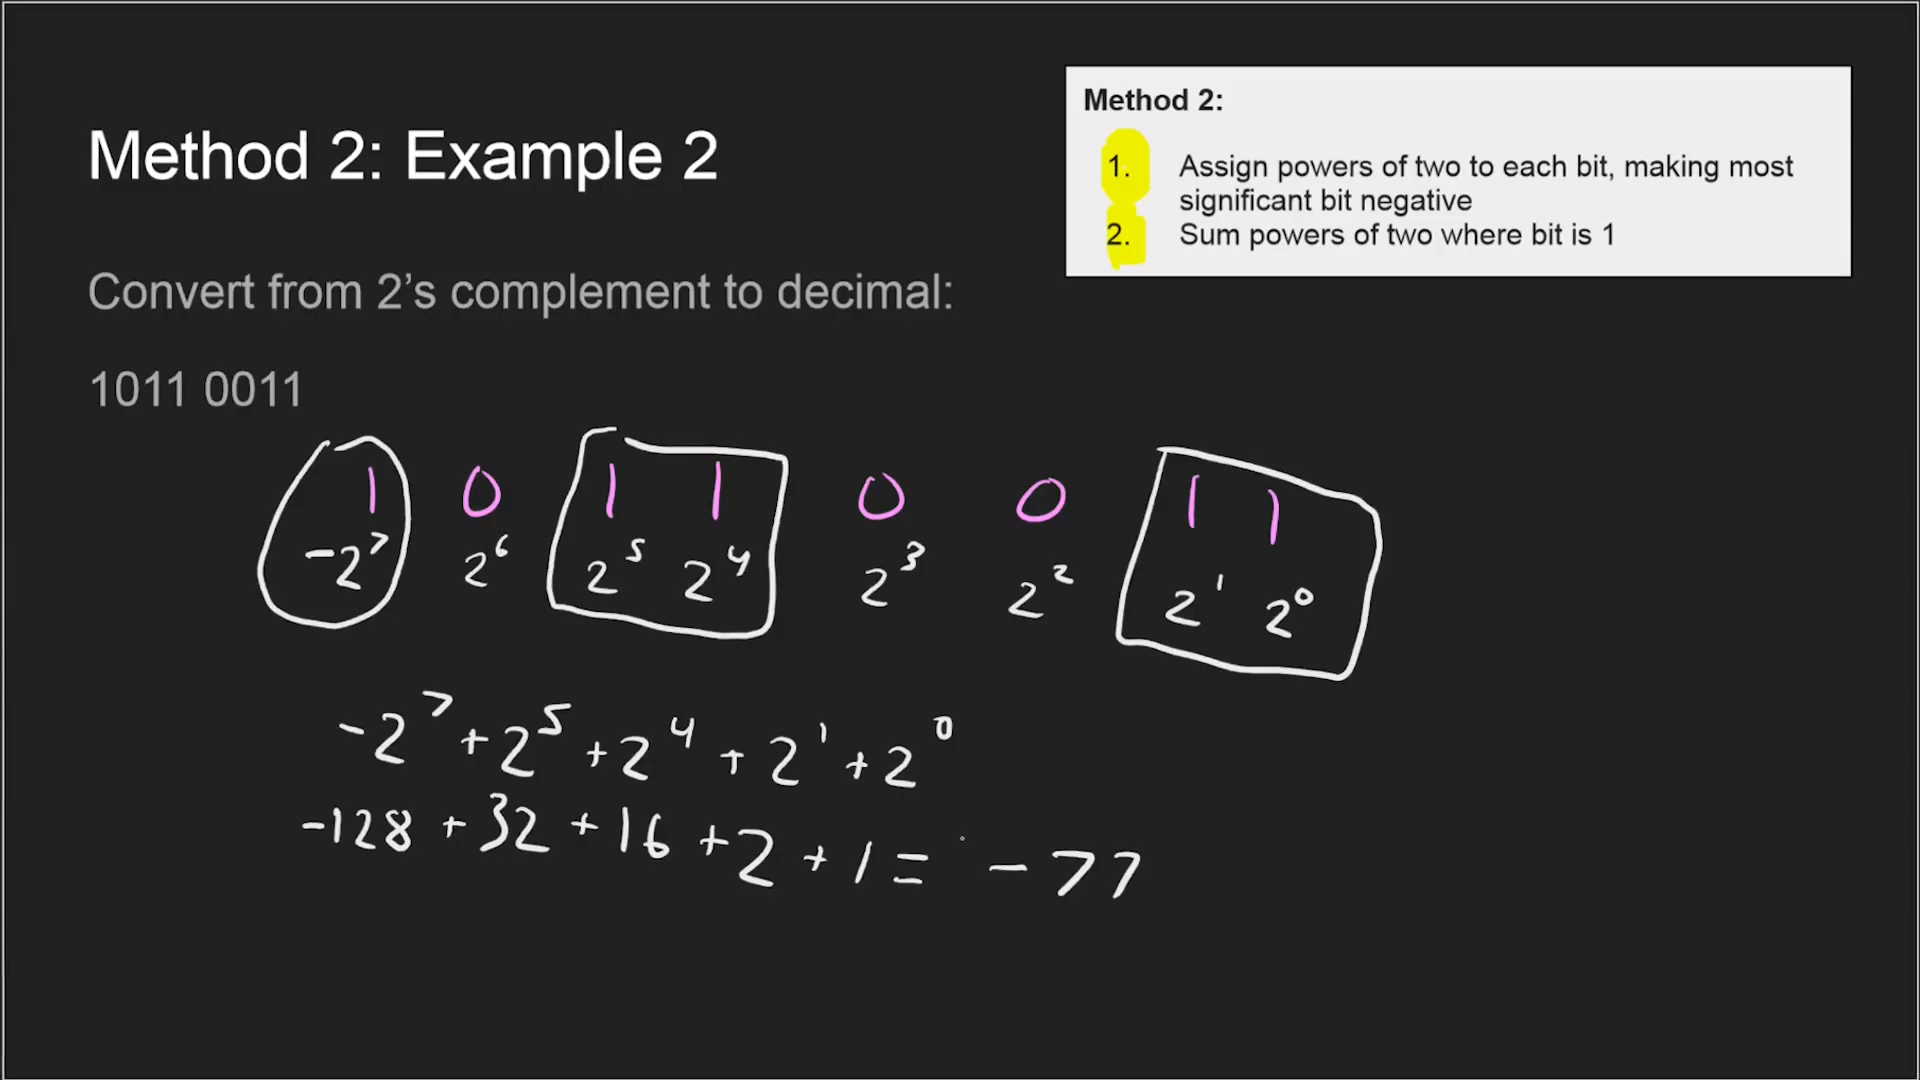 Method 2: Example 2
Method 2:
1. Assign powers of two to each bit, making most
significant bit negative
2. Sum powers of two where bit is 1
Convert from 2’s complement to decimal:
1011 0011
1 0 1 1 0 0 1 1
-2⁷ 2⁶ 2⁵ 2⁴ 2³ 2² 2¹ 2⁰
-2⁷ + 2⁵ + 2⁴ + 2¹ + 2⁰
-128 + 32 + 16 + 2 + 1 = -77